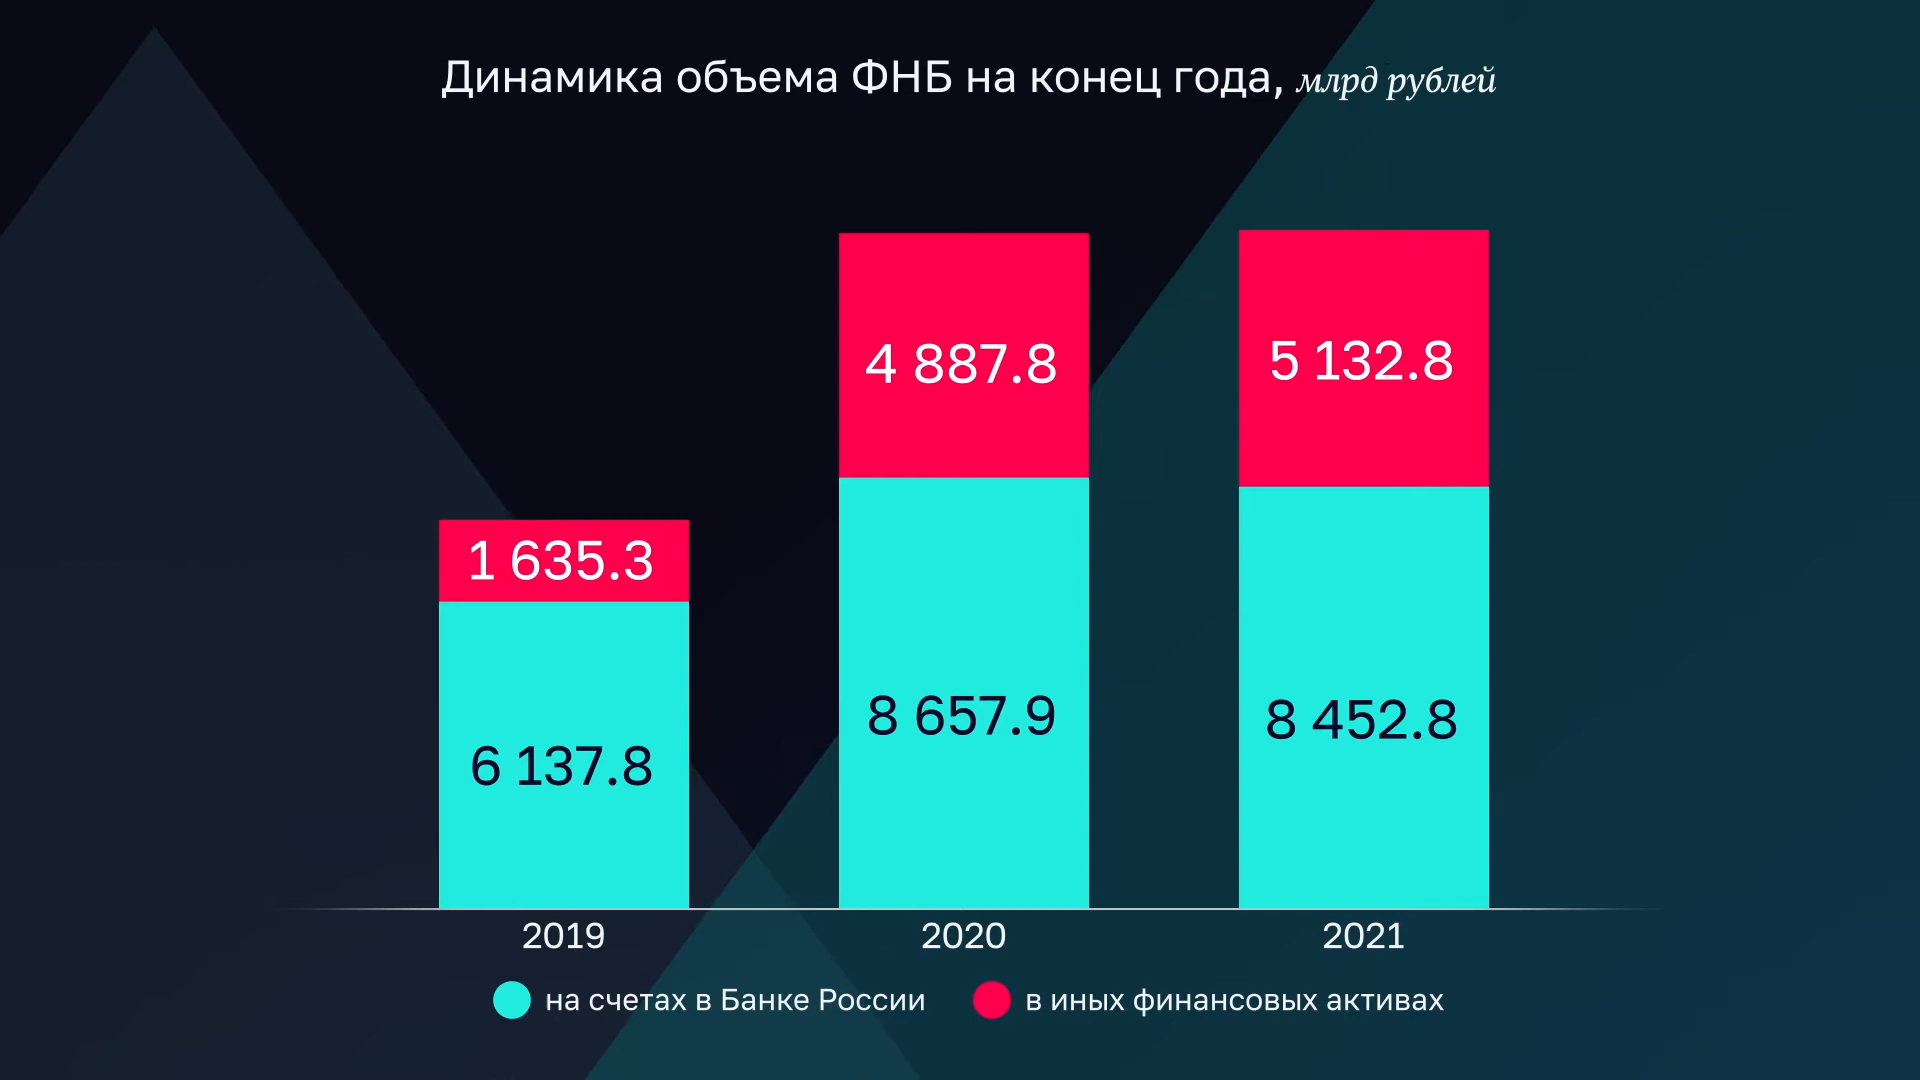 Динамика объема ФНБ на конец года, млрд рублей
4 887.8
5 132.8
1 635.3
8 657.9
8 452.8
6 137.8
2019 2020 2021
на счетах в Банке России в иных финансовых активах